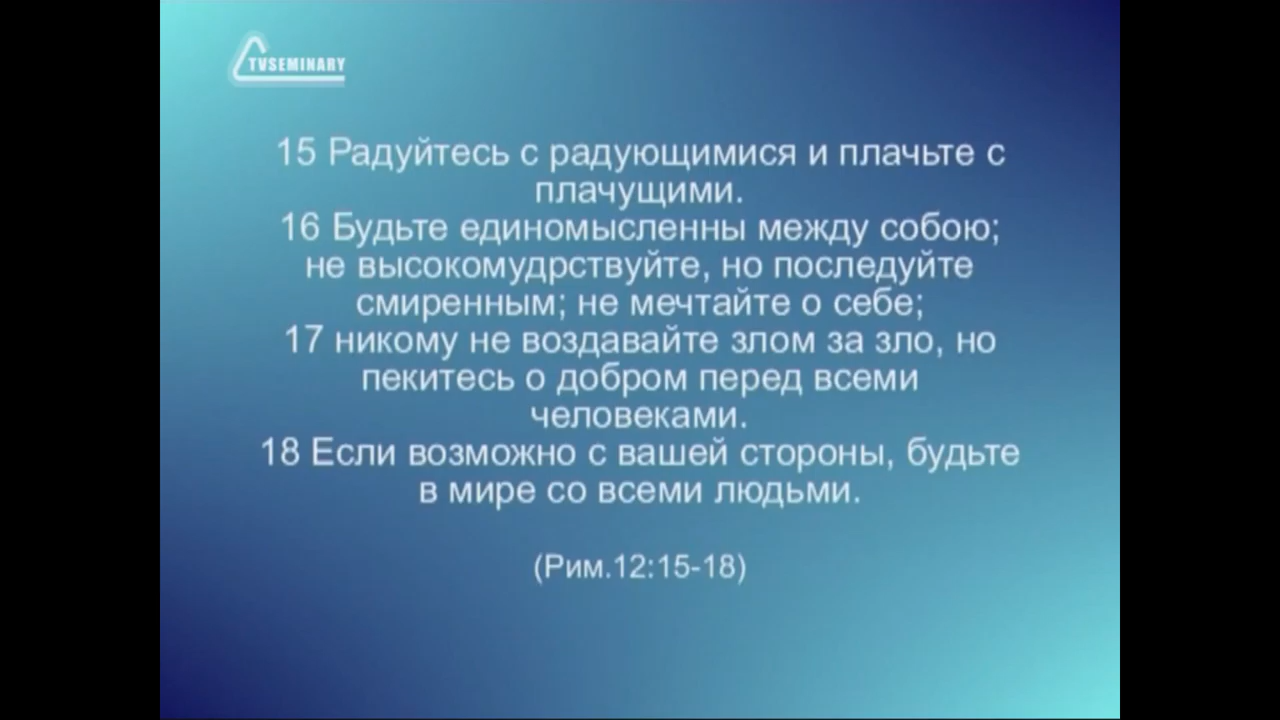 TVSEMINARY
15 Радуйтесь с радующимися и плачьте с
плачущими.
16 Будьте единомысленны между собою;
не высокомудрствуйте, но последуйте
смиренным; не мечтайте о себе;
17 никому не воздавайте злом за зло, но
пекитесь о добром перед всеми
человеками.
18 Если возможно с вашей стороны, будьте
в мире со всеми людьми.
(Рим.12:15-18)